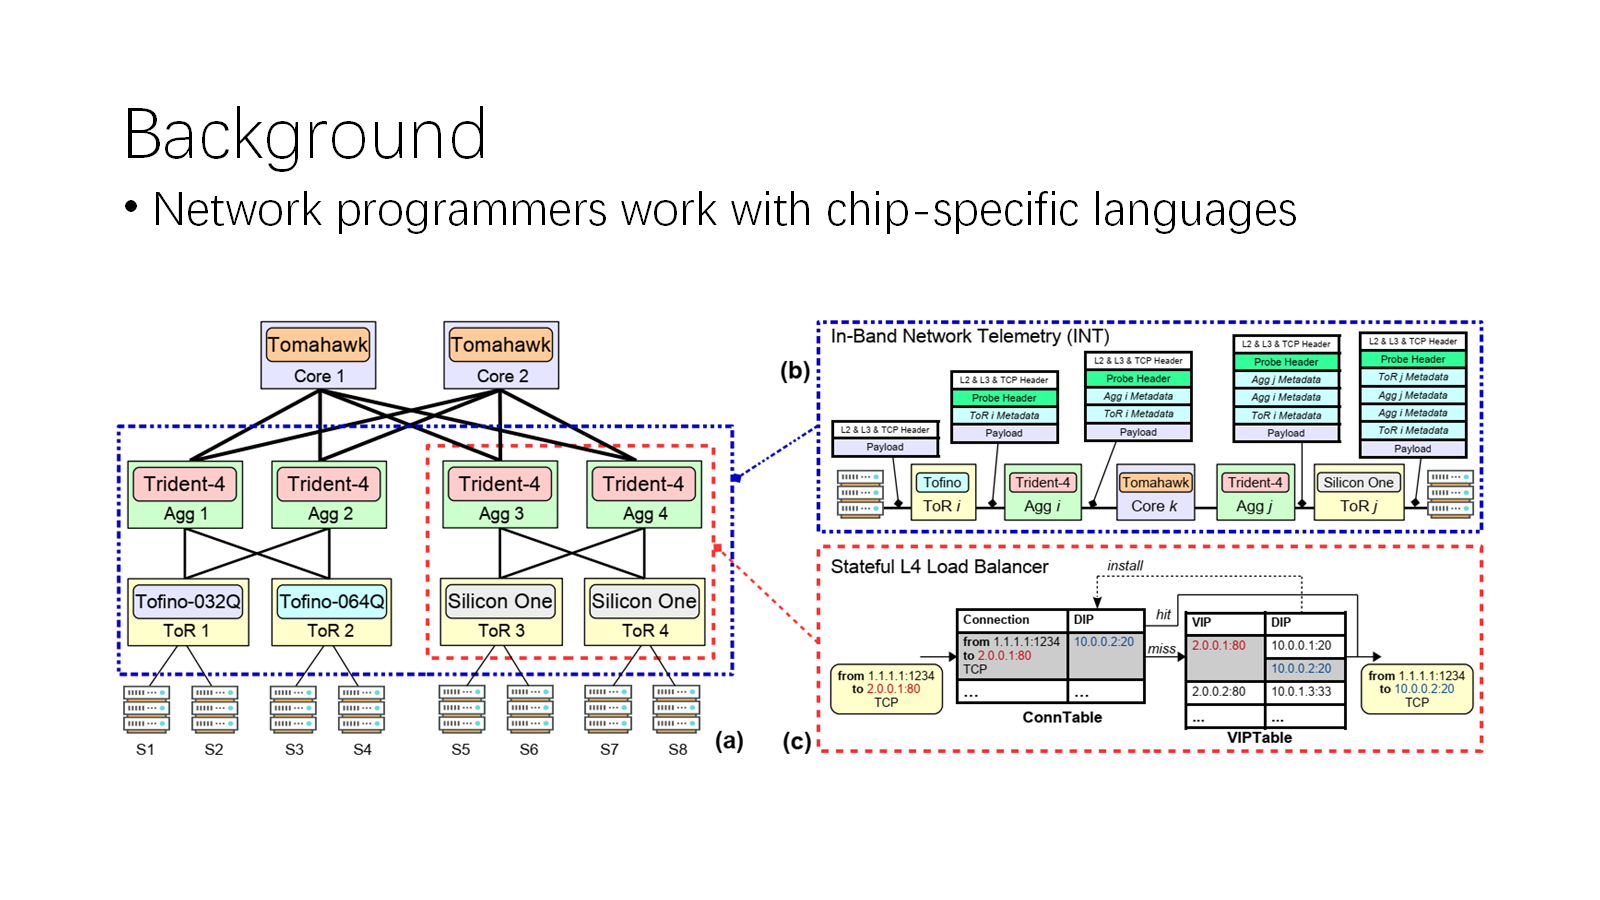 Background
• Network programmers work with chip-specific languages
Tomahawk
Core 1
Tomahawk
Core 2
Trident-4
Agg 1
Trident-4
Agg 2
Trident-4
Agg 3
Trident-4
Agg 4
Tofino-032Q
ToR 1
Tofino-064Q
ToR 2
Silicon One
ToR 3
Silicon One
ToR 4
S1
S2
S3
S4
S5
S6
S7
S8
(a)
(b)
In-Band Network Telemetry (INT)
L2 & L3 & TCP Header
Payload
L2 & L3 & TCP Header
Probe Header
ToR i Metadata
Payload
L2 & L3 & TCP Header
Probe Header
Agg i Metadata
ToR i Metadata
Payload
L2 & L3 & TCP Header
Probe Header
Agg j Metadata
Agg i Metadata
ToR i Metadata
Payload
L2 & L3 & TCP Header
Probe Header
ToR j Metadata
Agg j Metadata
Agg i Metadata
ToR i Metadata
Payload
Tofino
ToR i
Trident-4
Agg i
Tomahawk
Core k
Trident-4
Agg j
Silicon One
ToR j
(c)
Stateful L4 Load Balancer
install
hit
miss
from 1.1.1.1:1234
to 2.0.0.1:80
TCP
Connection
DIP
from 1.1.1.1:1234
to 2.0.0.1:80
TCP
10.0.0.2:20
...
...
ConnTable
VIP
DIP
2.0.0.1:80
10.0.0.1:20
10.0.0.2:20
2.0.0.2:80
10.0.1.3:33
...
...
VIPTable
from 1.1.1.1:1234
to 10.0.0.2:20
TCP